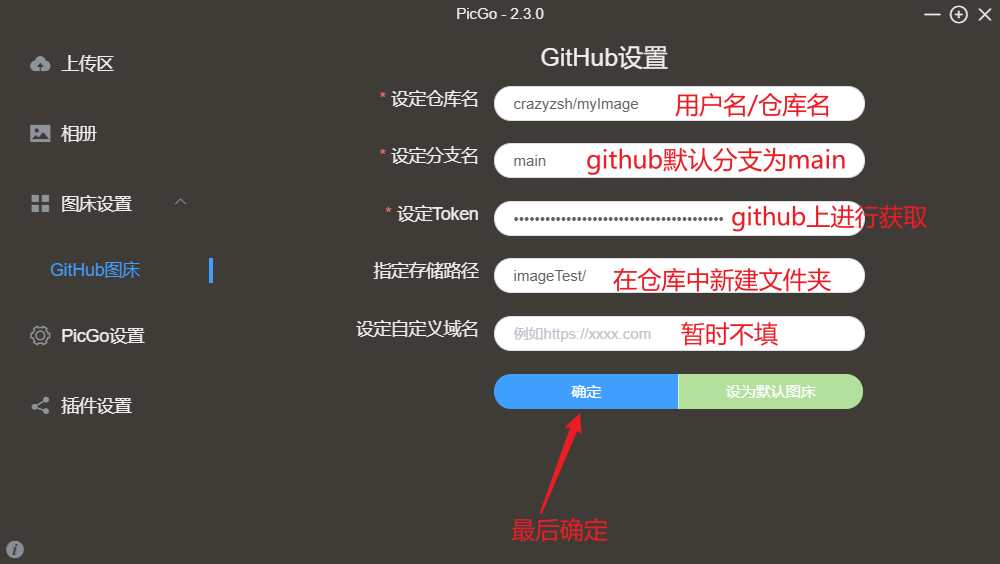 PicGo - 2.3.0
上传区
相册
图床设置
GitHub图床
PicGo设置
插件设置
GitHub设置
* 设定仓库名 crazyzsh/myImage 用户名/仓库名
* 设定分支名 main github默认分支为main
* 设定Token •••••••••••••••••••••••••••••••••••••••• github上进行获取
指定存储路径 imageTest/ 在仓库中新建文件夹
设定自定义域名 例如https://xxxx.com 暂时不填
确定 设为默认图床
最后确定